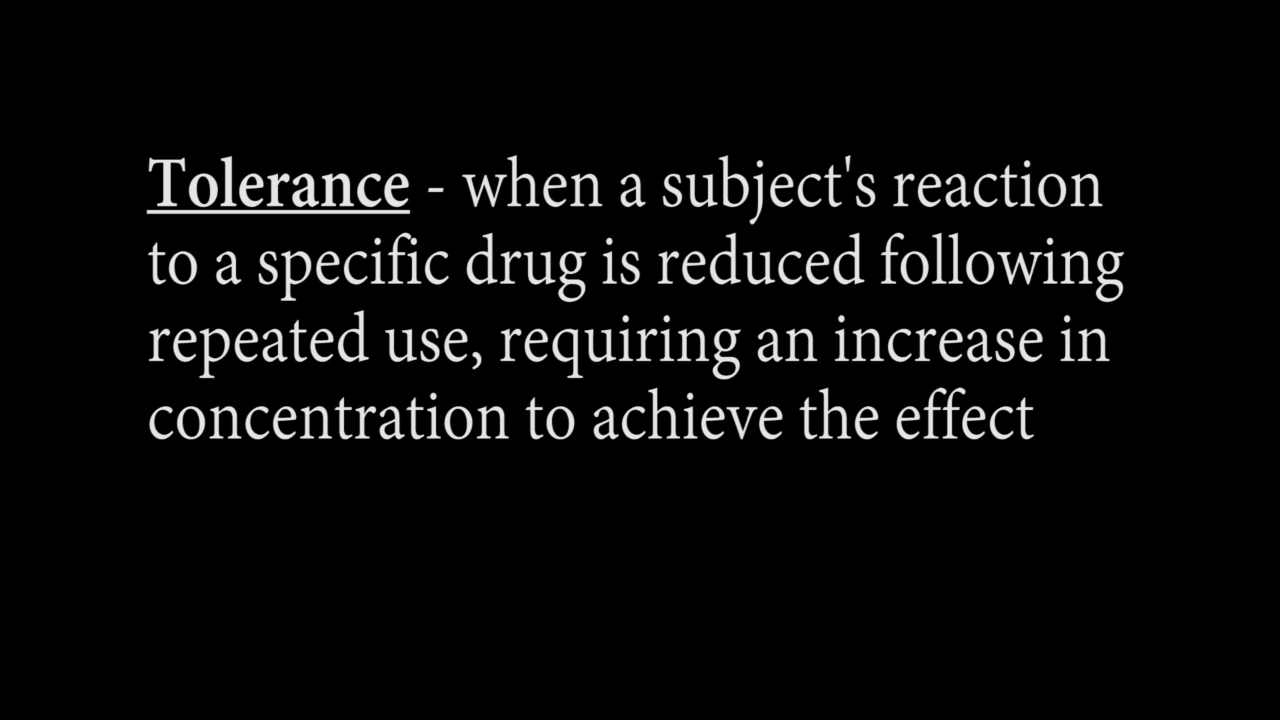 Tolerance - when a subject's reaction
to a specific drug is reduced following
repeated use, requiring an increase in
concentration to achieve the effect